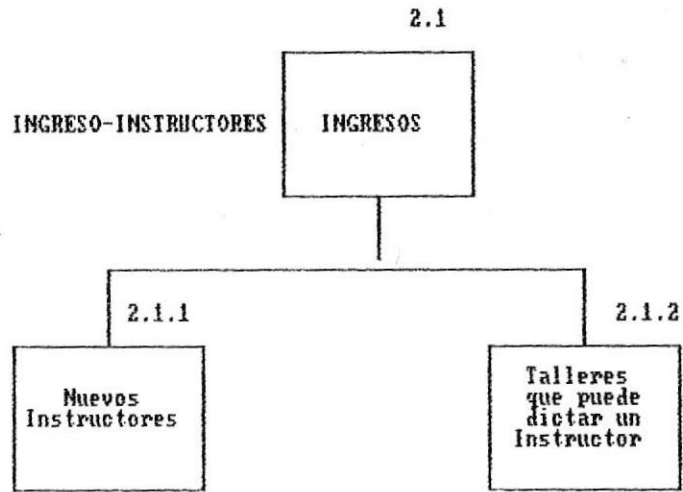 2.1
INGRESO-INSTRUCTORES
INGRESOS
2.1.1
2.1.2
Nuevos
Instructores
Talleres
que puede
dictar un
Instructor